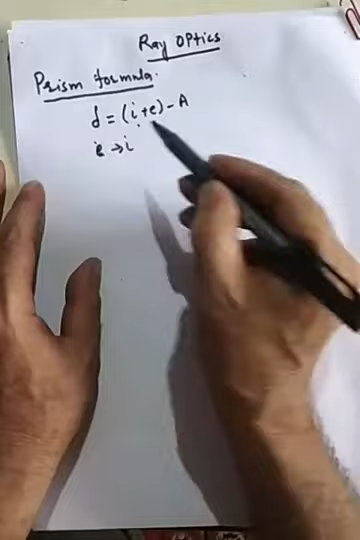 Ray Optics
Prism formula.
d = (i+e) - A
e → i